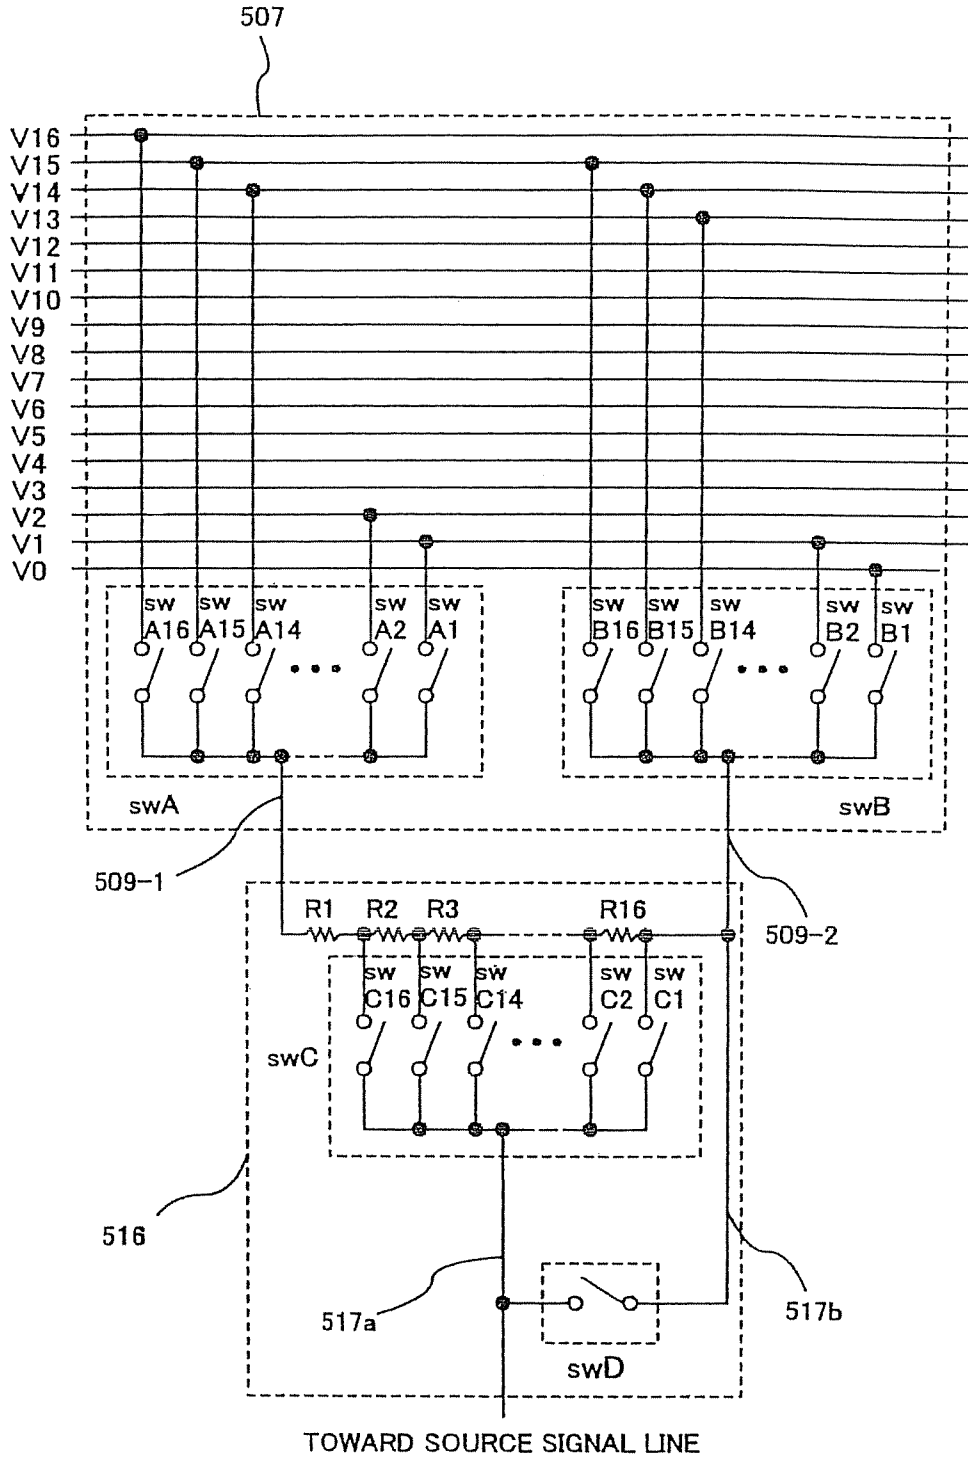 507
V16
V15
V14
V13
V12
V11
V10
V9
V8
V7
V6
V5
V4
V3
V2
V1
V0
sw sw sw sw sw
A16 A15 A14 A2 A1
sw sw sw sw sw
B16 B15 B14 B2 B1
swA
swB
509-1
509-2
R1 R2 R3 R16
sw sw sw sw sw
C16 C15 C14 C2 C1
swC
516
517a
517b
swD
TOWARD SOURCE SIGNAL LINE